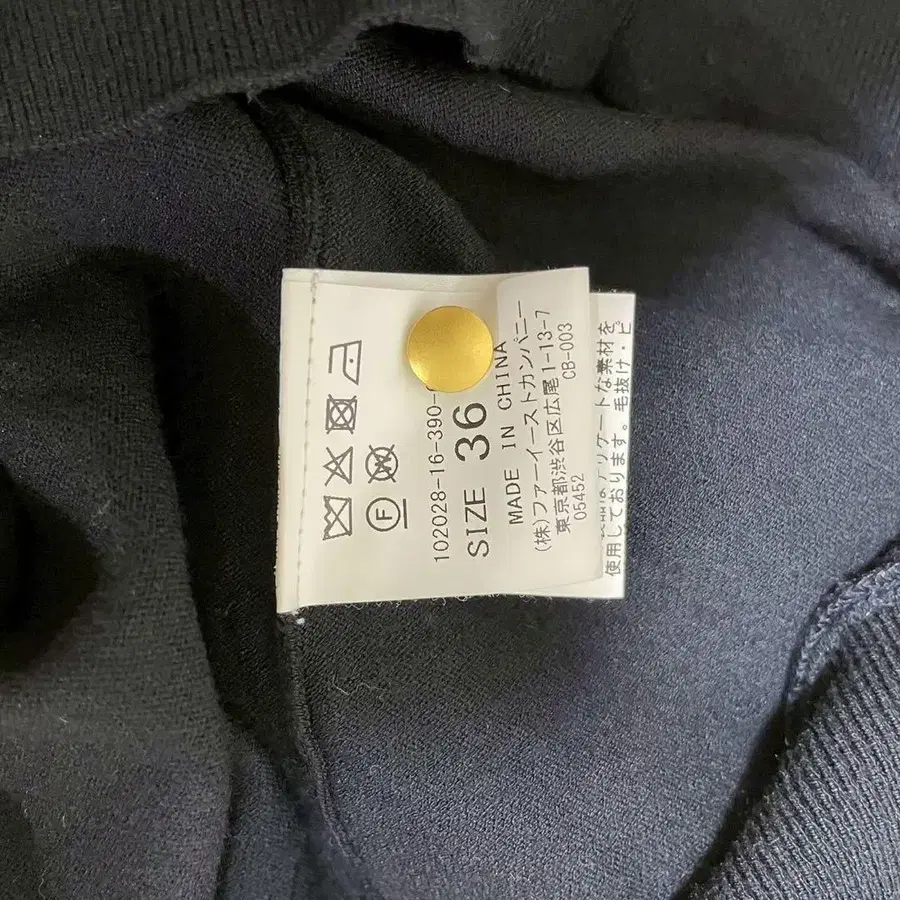 102028-16-390-
SIZE 36
MADE IN CHINA
(株)ファーイーストカンパニー
東京都渋谷区広尾1-13-7
05452 CB-003
デリケートな素材を
使用しております。毛抜け・ピ